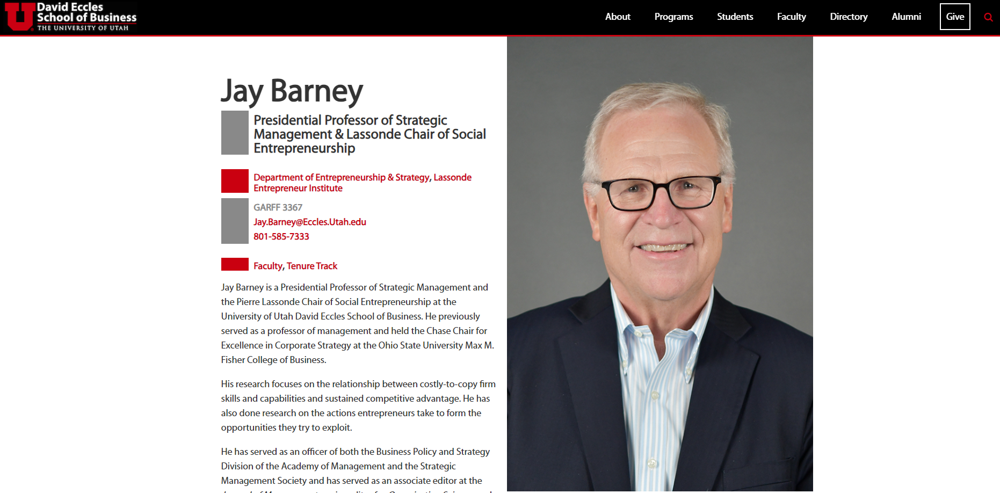 David Eccles
School of Business
THE UNIVERSITY OF UTAH
About Programs Students Faculty Directory Alumni Give
Jay Barney
Presidential Professor of Strategic
Management & Lassonde Chair of Social
Entrepreneurship
Department of Entrepreneurship & Strategy, Lassonde
Entrepreneur Institute
GARFF 3367
Jay.Barney@Eccles.Utah.edu
801-585-7333
Faculty, Tenure Track
Jay Barney is a Presidential Professor of Strategic Management and
the Pierre Lassonde Chair of Social Entrepreneurship at the
University of Utah David Eccles School of Business. He previously
served as a professor of management and held the Chase Chair for
Excellence in Corporate Strategy at the Ohio State University Max M.
Fisher College of Business.
His research focuses on the relationship between costly-to-copy firm
skills and capabilities and sustained competitive advantage. He has
also done research on the actions entrepreneurs take to form the
opportunities they try to exploit.
He has served as an officer of both the Business Policy and Strategy
Division of the Academy of Management and the Strategic
Management Society and has served as an associate editor at the